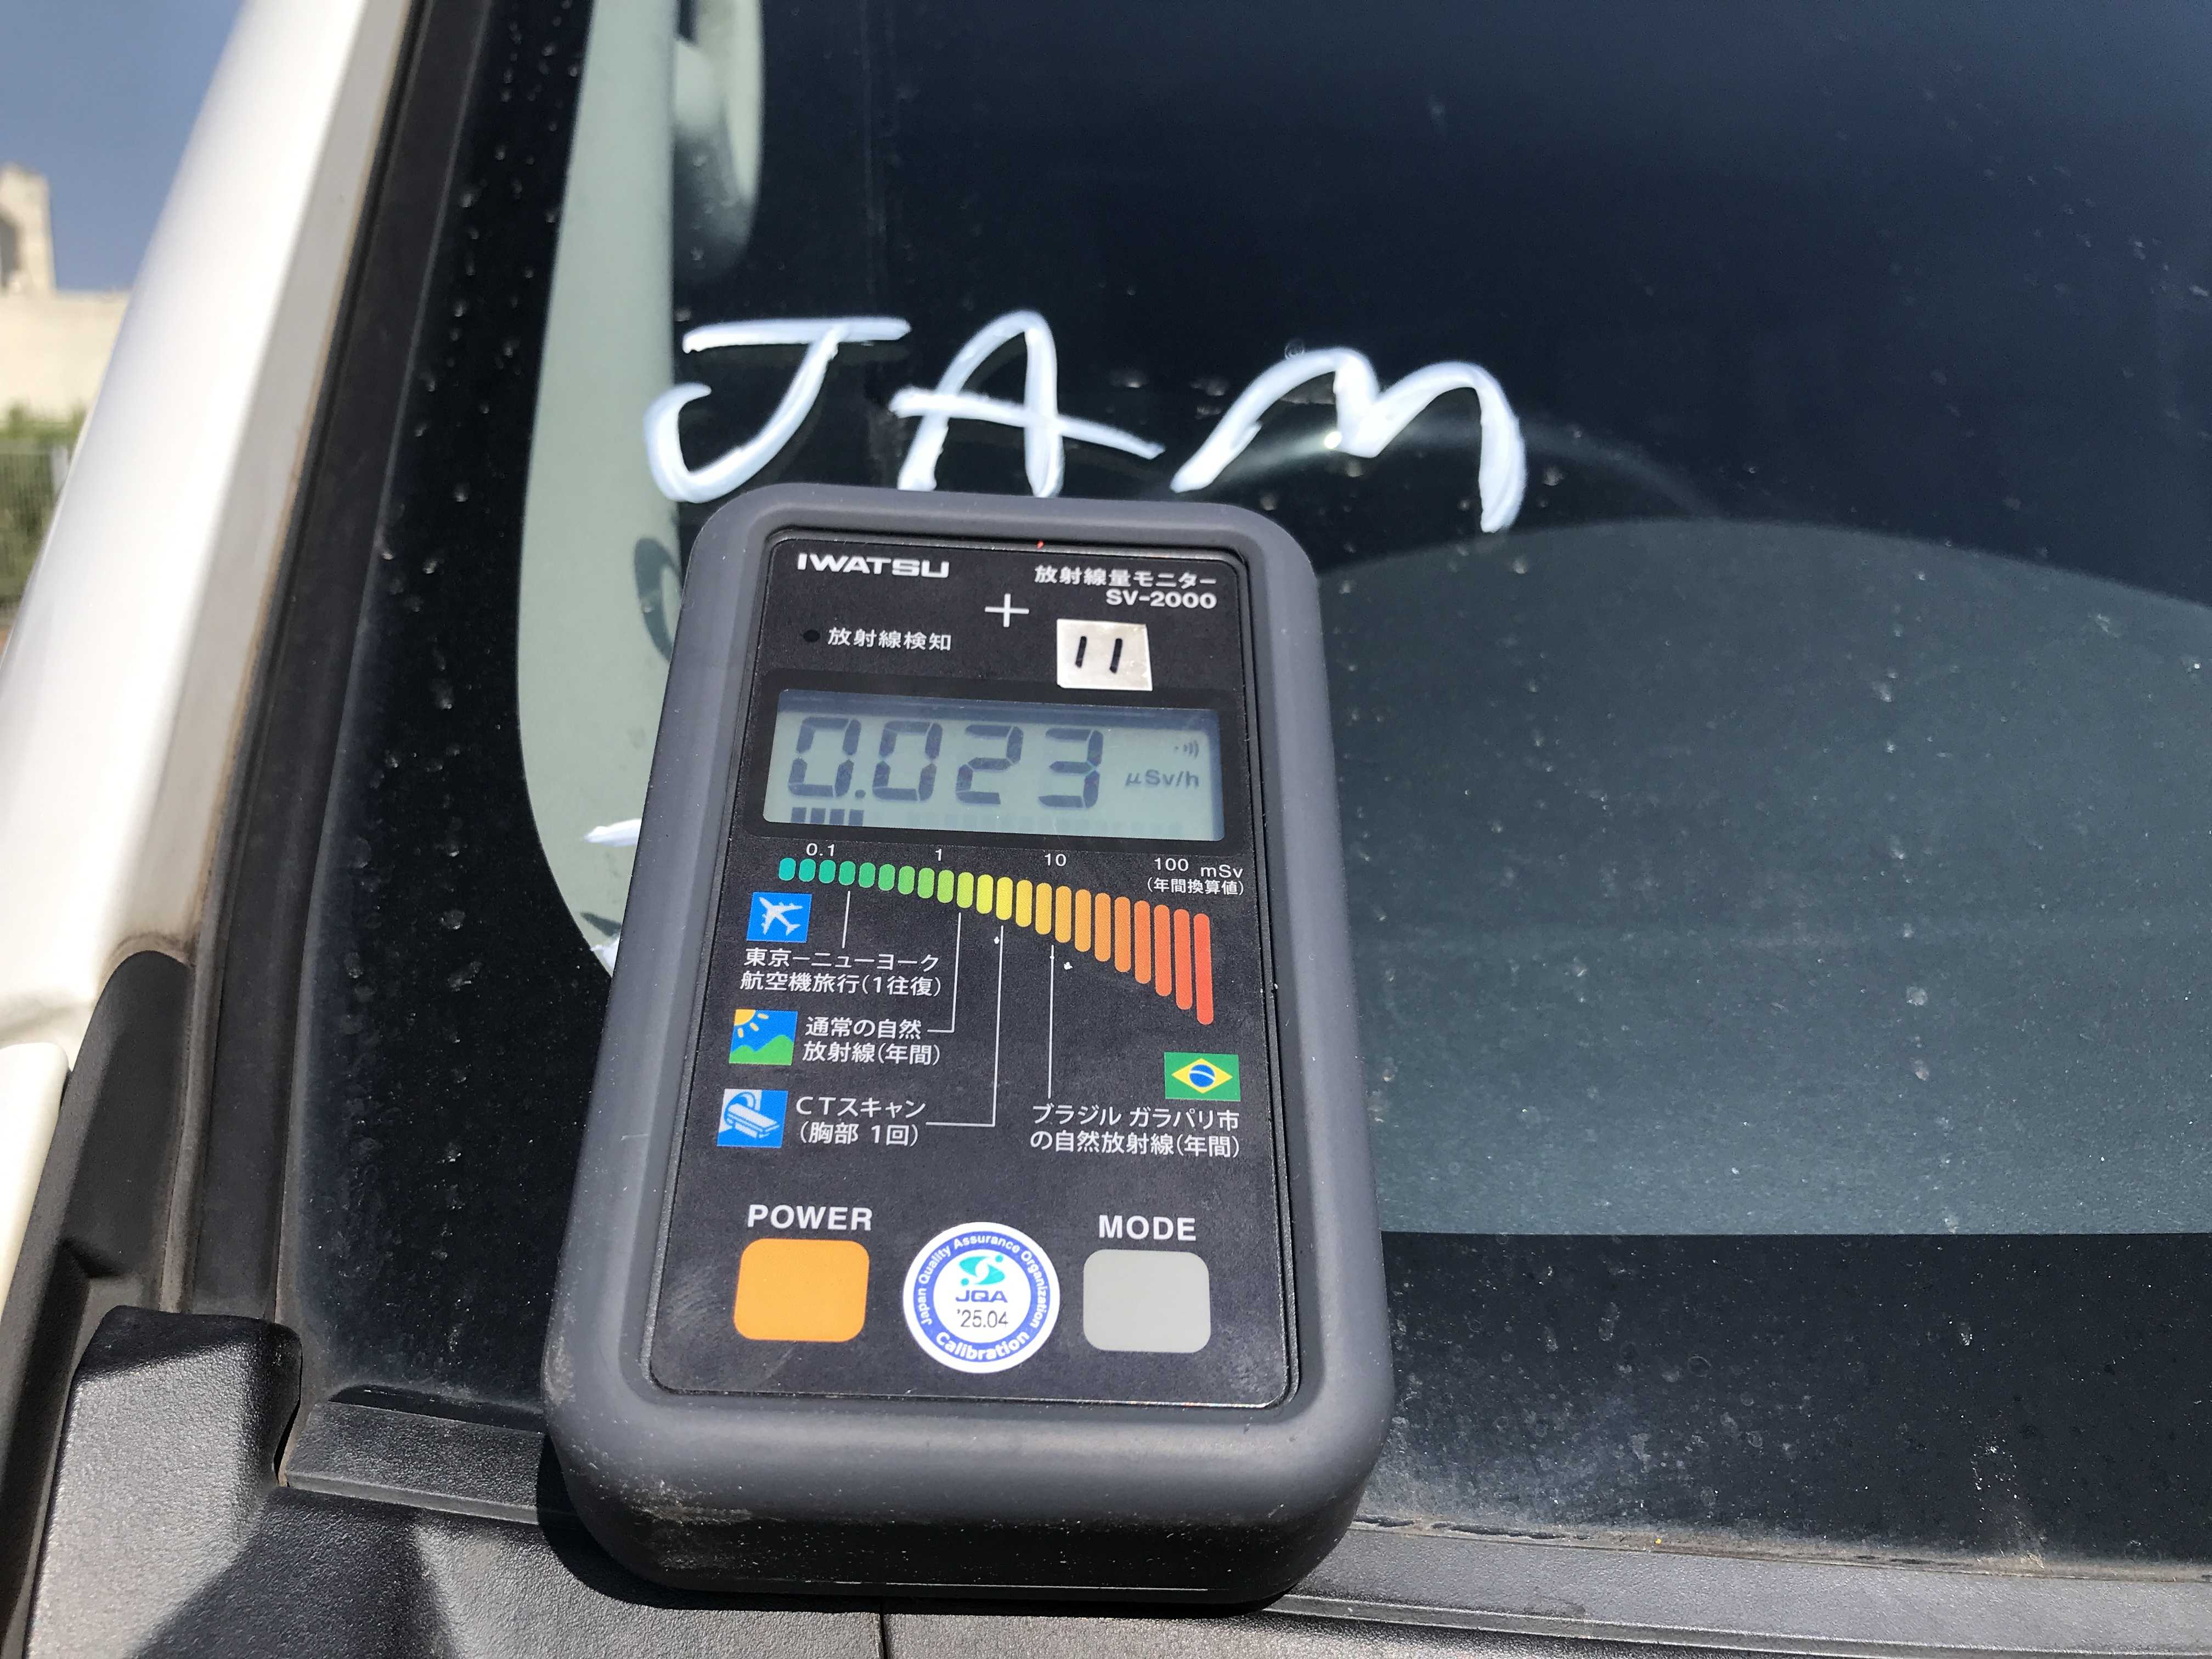 JAM
IWATSU
放射線量モニター
SV-2000
放射線検知
11
0.023
μSv/h
0.1 1 10 100 mSv
(年間換算値)
東京-ニューヨーク
航空機旅行(1往復)
通常の自然
放射線(年間)
CTスキャン
(胸部 1回)
ブラジル ガラパリ市
の自然放射線(年間)
POWER
MODE
Japan Quality Assurance Organization
JQA
'25.04
Calibration